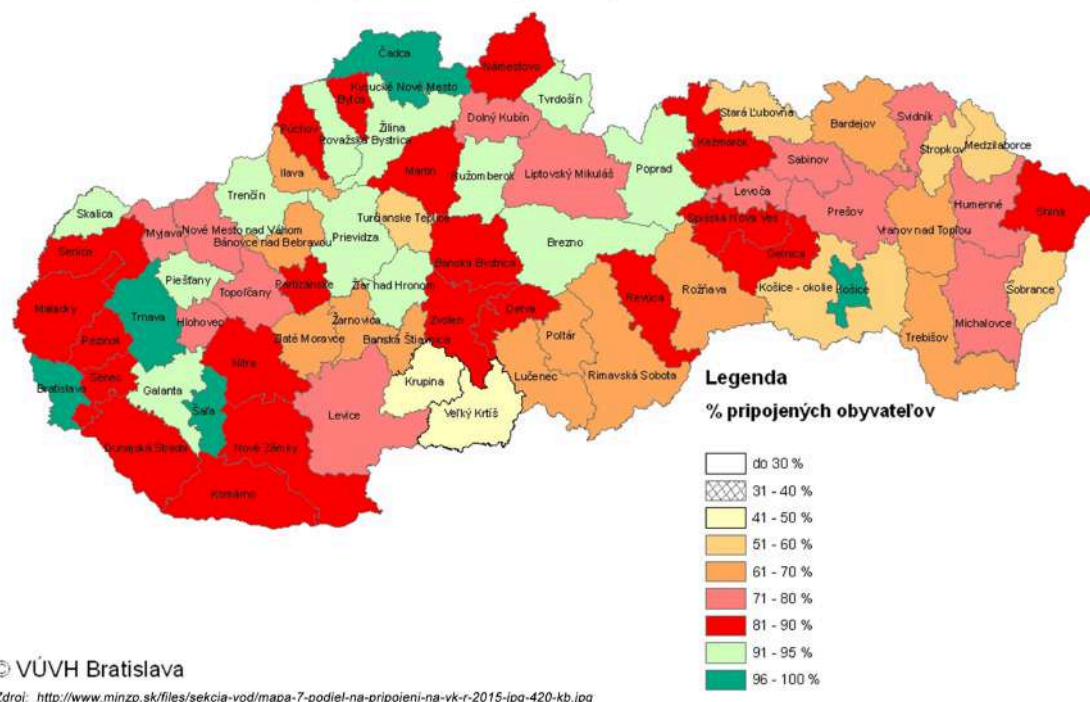 Čadca
Námestovo
Kysucké Nové Mesto
Bytča
Tvrdošín
Stará Ľubovňa
Bardejov
Svidník
Medzilaborce
Stropkov
Púchov
Žilina
Považská Bystrica
Dolný Kubín
Kežmarok
Sabinov
Ilava
Martin
Ružomberok
Liptovský Mikuláš
Poprad
Levoča
Prešov
Humenné
Snina
Trenčín
Skalica
Myjava
Nové Mesto nad Váhom
Turčianske Teplice
Spišská Nová Ves
Vranov nad Topľou
Bánovce nad Bebravou
Prievidza
Brezno
Senica
Banská Bystrica
Gelnica
Piešťany
Partizánske
Žiar nad Hronom
Revúca
Rožňava
Košice - okolie
Košice
Sobrance
Malacky
Trnava
Topoľčany
Hlohovec
Žarnovica
Zvolen
Detva
Michalovce
Pezinok
Zlaté Moravce
Banská Štiavnica
Poltár
Trebišov
Nitra
Senec
Bratislava
Galanta
Šaľa
Krupina
Lučenec
Rimavská Sobota
Levice
Veľký Krtíš
Dunajská Streda
Nové Zámky
Komárno
Legenda
% pripojených obyvateľov
do 30 %
31 - 40 %
41 - 50 %
51 - 60 %
61 - 70 %
71 - 80 %
81 - 90 %
91 - 95 %
96 - 100 %
© VÚVH Bratislava
Zdroj: http://www.minzp.sk/files/sekcia-vod/mapa-7-podiel-na-pripojeni-na-vk-r-2015-jpg-420-kb.jpg